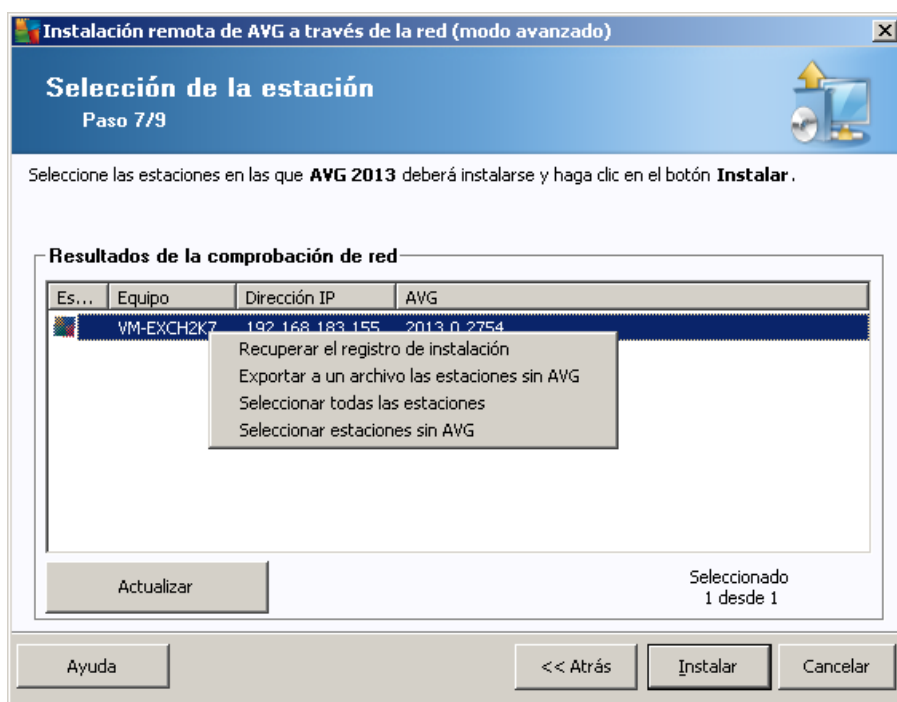 Instalación remota de AVG a través de la red (modo avanzado)
Selección de la estación
Paso 7/9
Seleccione las estaciones en las que AVG 2013 deberá instalarse y haga clic en el botón Instalar.
Resultados de la comprobación de red
Es... Equipo Dirección IP AVG
VM-EXCH2K7 192.168.183.155 2013.0.2754
Recuperar el registro de instalación
Exportar a un archivo las estaciones sin AVG
Seleccionar todas las estaciones
Seleccionar estaciones sin AVG
Actualizar
Seleccionado
1 desde 1
Ayuda << Atrás Instalar Cancelar